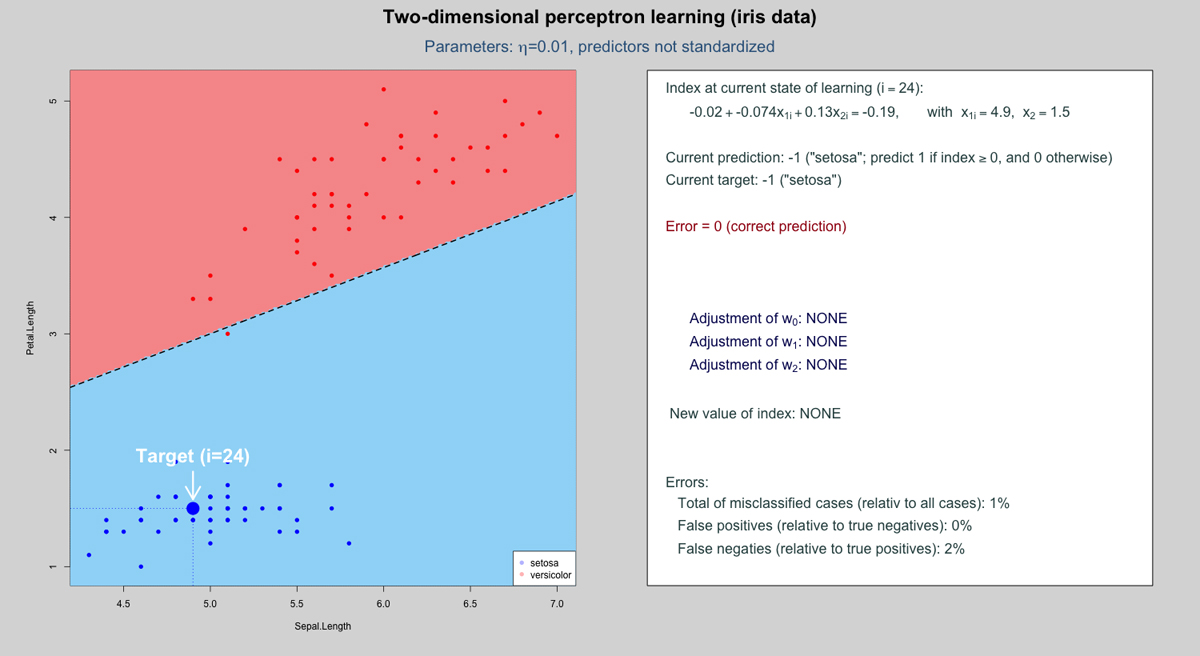 Two-dimensional perceptron learning (iris data)
Parameters: η=0.01, predictors not standardized
Petal.Length
5
4
3
2
1
Target (i=24)
setosa
versicolor
4.5 5.0 5.5 6.0 6.5 7.0
Sepal.Length
Index at current state of learning (i = 24):
-0.02 + -0.074x1i + 0.13x2i = -0.19, with x1i = 4.9, x2 = 1.5
Current prediction: -1 ("setosa"; predict 1 if index ≥ 0, and 0 otherwise)
Current target: -1 ("setosa")
Error = 0 (correct prediction)
Adjustment of w0: NONE
Adjustment of w1: NONE
Adjustment of w2: NONE
New value of index: NONE
Errors:
Total of misclassified cases (relativ to all cases): 1%
False positives (relative to true negatives): 0%
False negaties (relative to true positives): 2%